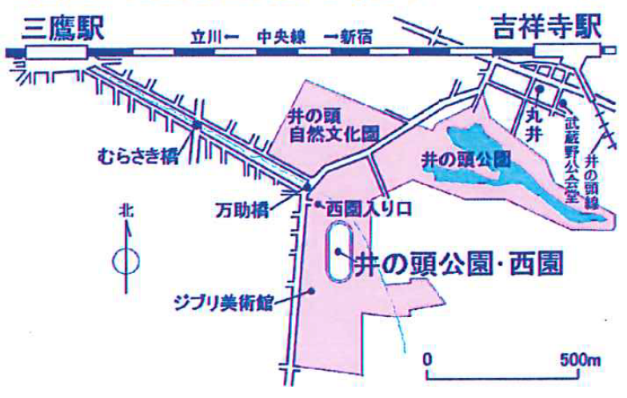 三鷹駅
吉祥寺駅
立川← 中央線 →新宿
井の頭
自然文化園
むらさき橋
井の頭公園
丸井
武蔵野公会堂
井の頭線
万助橋
西園入り口
北
井の頭公園・西園
ジブリ美術館
0
500m